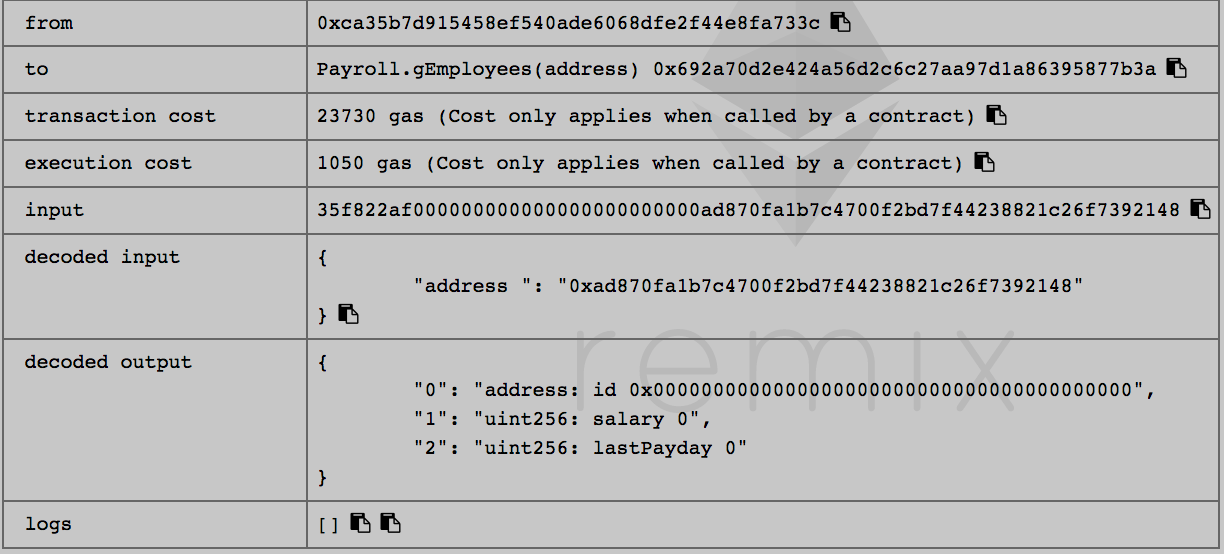 from 0xca35b7d915458ef540ade6068dfe2f44e8fa733c
to Payroll.gEmployees(address) 0x692a70d2e424a56d2c6c27aa97d1a86395877b3a
transaction cost 23730 gas (Cost only applies when called by a contract)
execution cost 1050 gas (Cost only applies when called by a contract)
input 35f822af000000000000000000000000ad870fa1b7c4700f2bd7f44238821c26f7392148
decoded input {
"address ": "0xad870fa1b7c4700f2bd7f44238821c26f7392148"
}
decoded output {
"0": "address: id 0x0000000000000000000000000000000000000000",
"1": "uint256: salary 0",
"2": "uint256: lastPayday 0"
}
logs []
remix